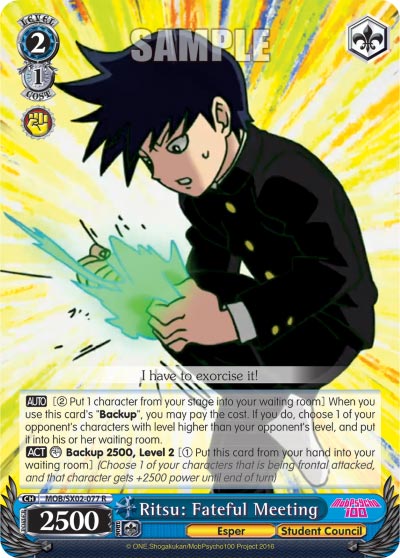 LEVEL
2
1
COST
SAMPLE
I have to exorcise it!
AUTO [② Put 1 character from your stage into your waiting room] When you
use this card's "Backup", you may pay the cost. If you do, choose 1 of your
opponent's characters with level higher than your opponent's level, and put
it into his or her waiting room.
ACT Backup 2500, Level 2 [① Put this card from your hand into your
waiting room] (Choose 1 of your characters that is being frontal attacked,
and that character gets +2500 power until end of turn)
CH MOB/SX02-077 R
2500
Ritsu: Fateful Meeting
MobPsycho
100
Esper
Student Council
© ONE,Shogakukan/"MobPsycho100"Project 2016